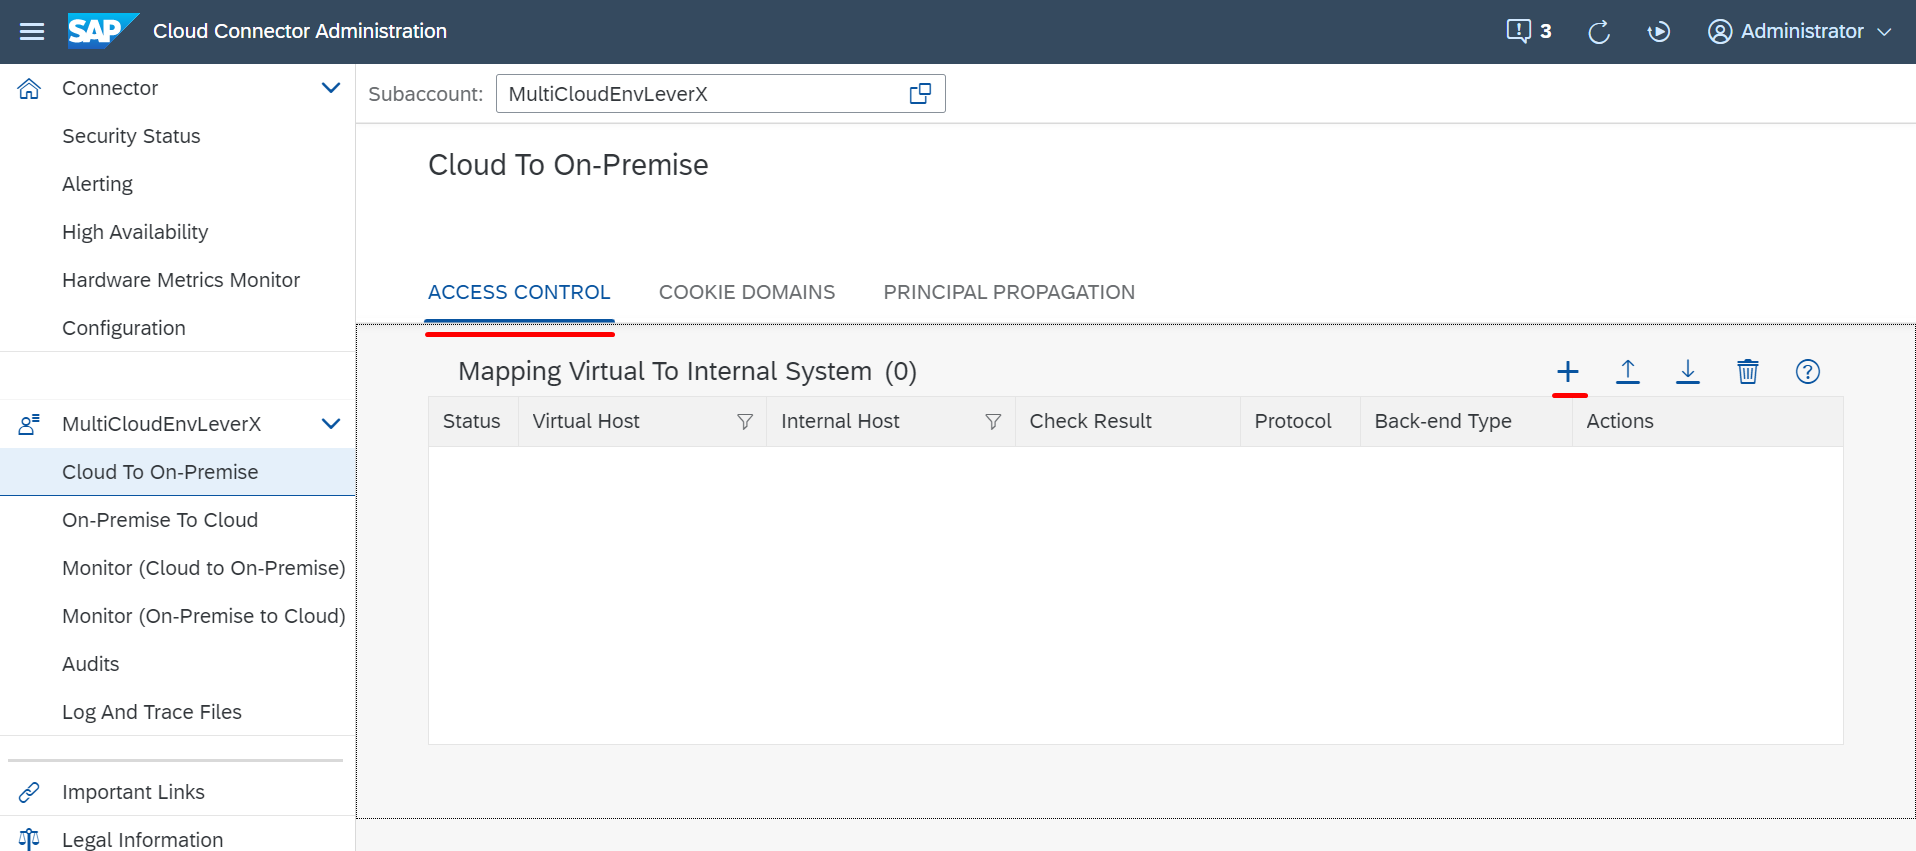 SAP Cloud Connector Administration 3 Administrator
Connector
Security Status
Alerting
High Availability
Hardware Metrics Monitor
Configuration
MultiCloudEnvLeverX
Cloud To On-Premise
On-Premise To Cloud
Monitor (Cloud to On-Premise)
Monitor (On-Premise to Cloud)
Audits
Log And Trace Files
Important Links
Legal Information
Subaccount: MultiCloudEnvLeverX
Cloud To On-Premise
ACCESS CONTROL COOKIE DOMAINS PRINCIPAL PROPAGATION
Mapping Virtual To Internal System (0)
Status Virtual Host Internal Host Check Result Protocol Back-end Type Actions